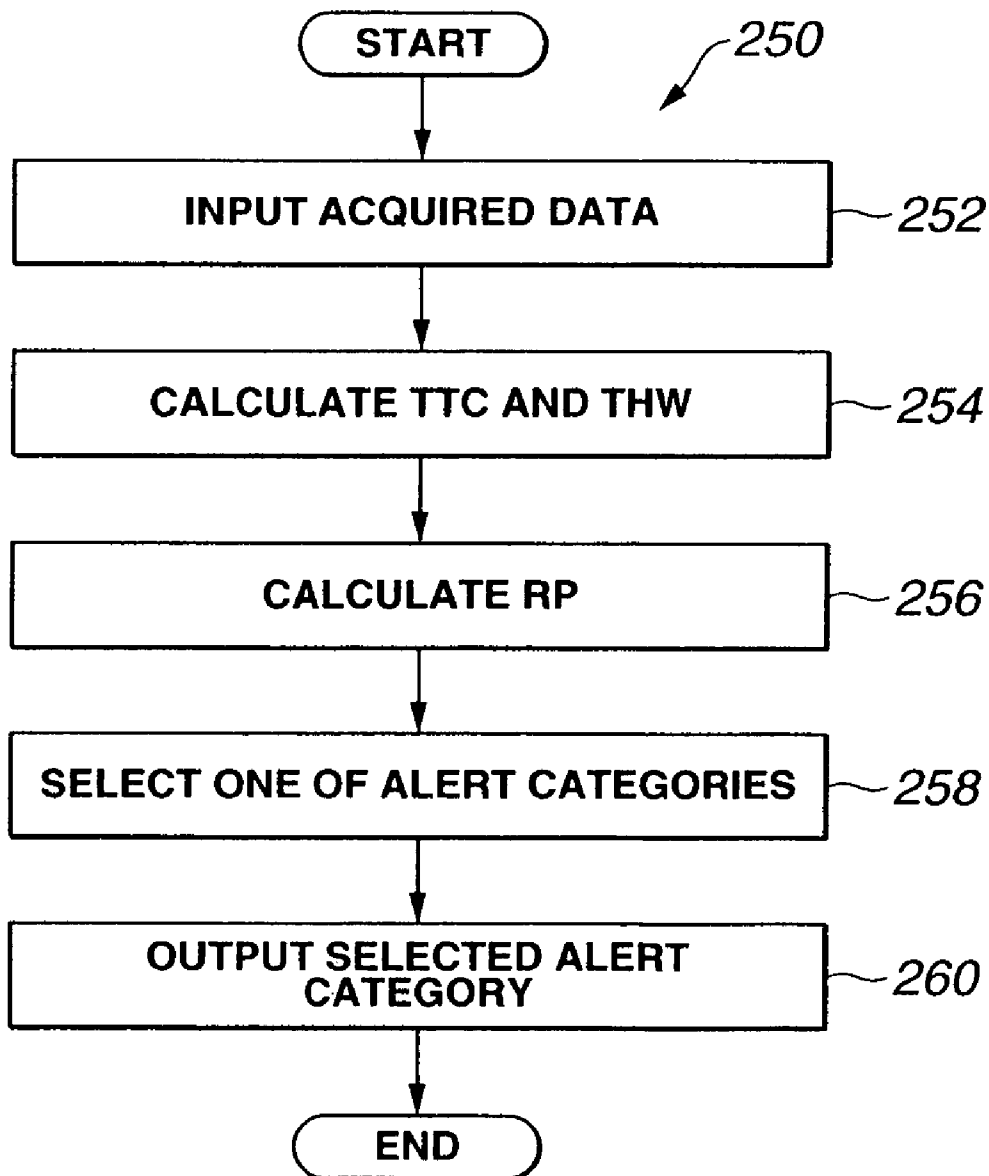 START
250
INPUT ACQUIRED DATA
252
CALCULATE TTC AND THW
254
CALCULATE RP
256
SELECT ONE OF ALERT CATEGORIES
258
OUTPUT SELECTED ALERT
CATEGORY
260
END